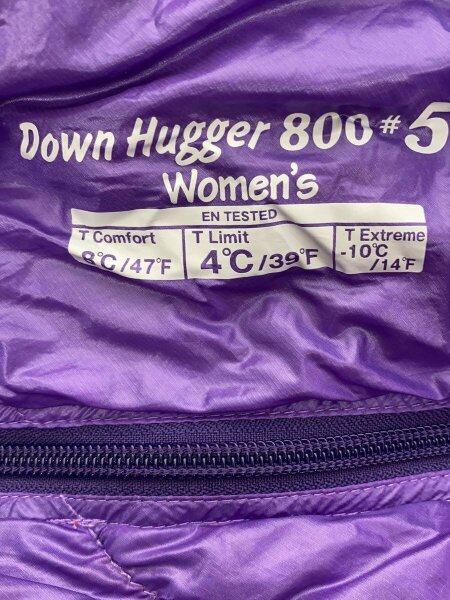 Down Hugger 800 #5
Women's
EN TESTED
T Comfort T Limit T Extreme
8℃/47°F 4℃/39°F -10℃
/14°F